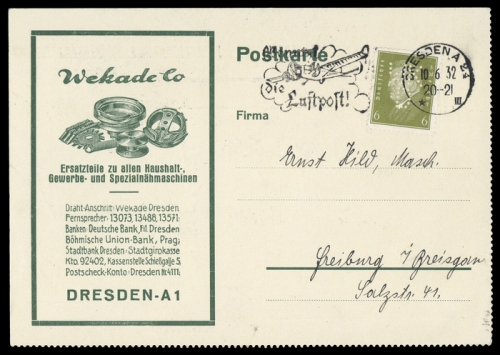 Wekade Co
Ersatzteile zu allen Haushalt-,
Gewerbe- und Spezialnähmaschinen
Draht-Anschrift: Wekade Dresden
Fernsprecher: 13073, 13488, 13571
Banken: Deutsche Bank, Fil. Dresden
Böhmische Union-Bank, Prag;
Stadtbank Dresden · Stadtgirokasse
Kto. 92402, Kassenstelle Schießgasse 5
Postscheck-Konto: Dresden Nr. 4111
DRESDEN-A1
Postkarte
die
Luftpost!
DRESDEN A 24
10.6.32
20-21
III
6 6
Firma
Ernst Hild, Masch.
Freiburg i/Breisgau
Salzstr. 41.